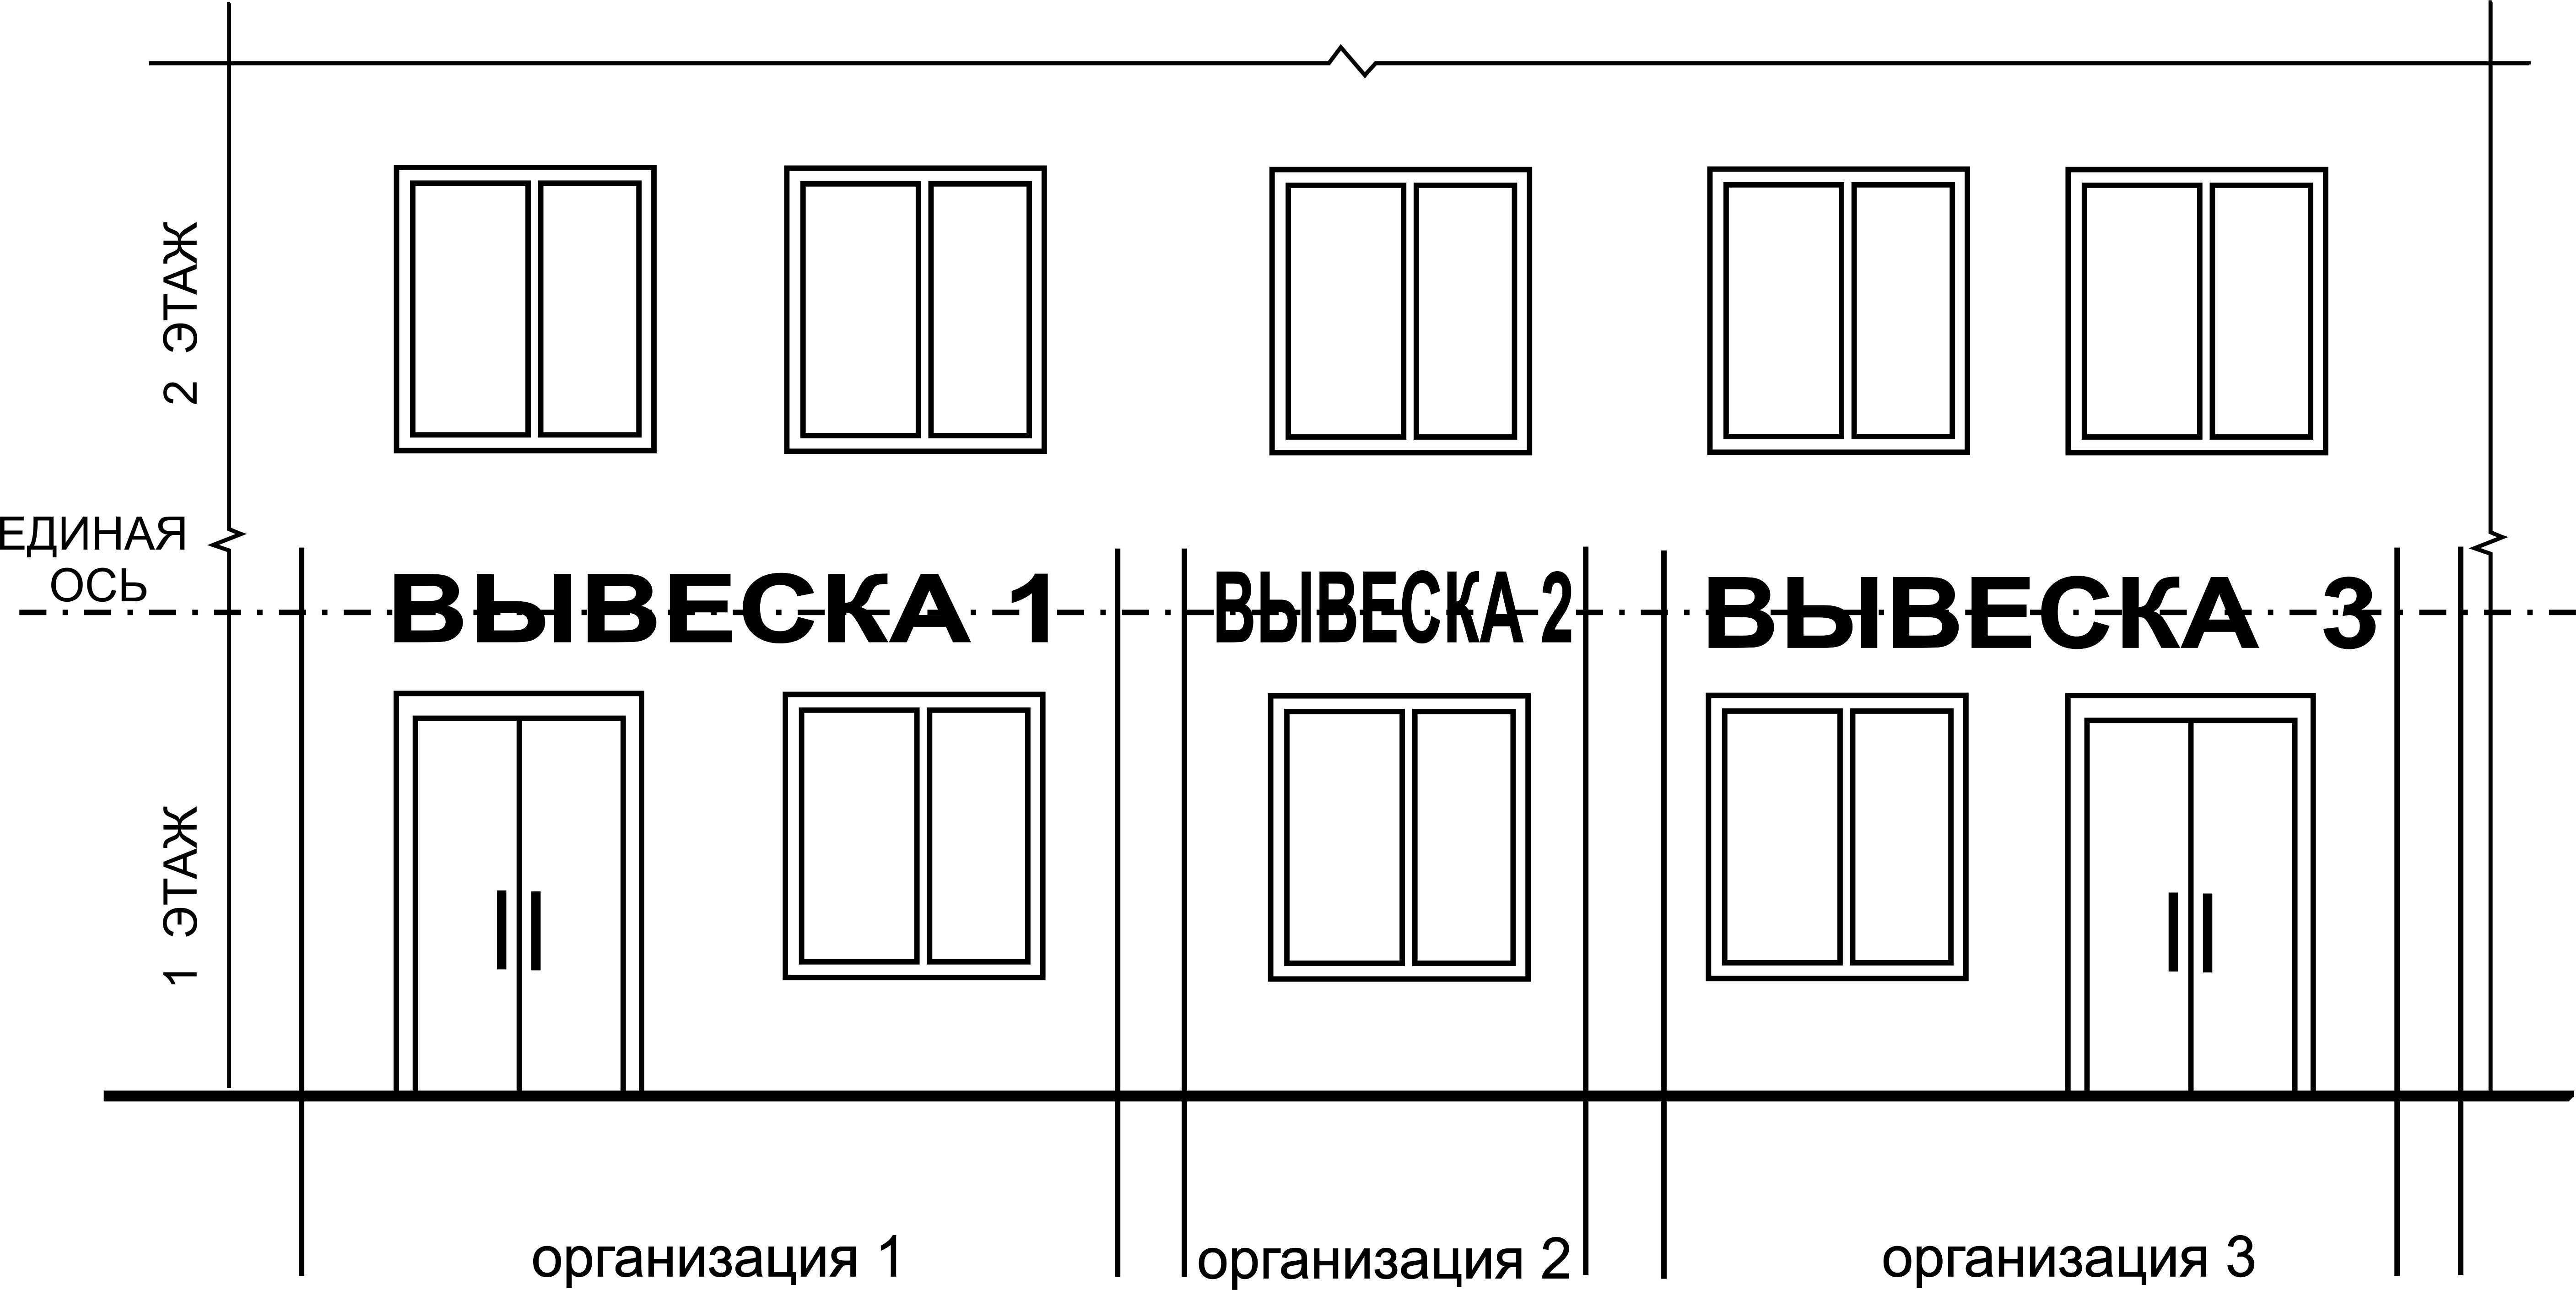 2 ЭТАЖ
ЕДИНАЯ
ОСЬ
ВЫВЕСКА 1
ВЫВЕСКА 2
ВЫВЕСКА 3
1 ЭТАЖ
организация 1
организация 2
организация 3